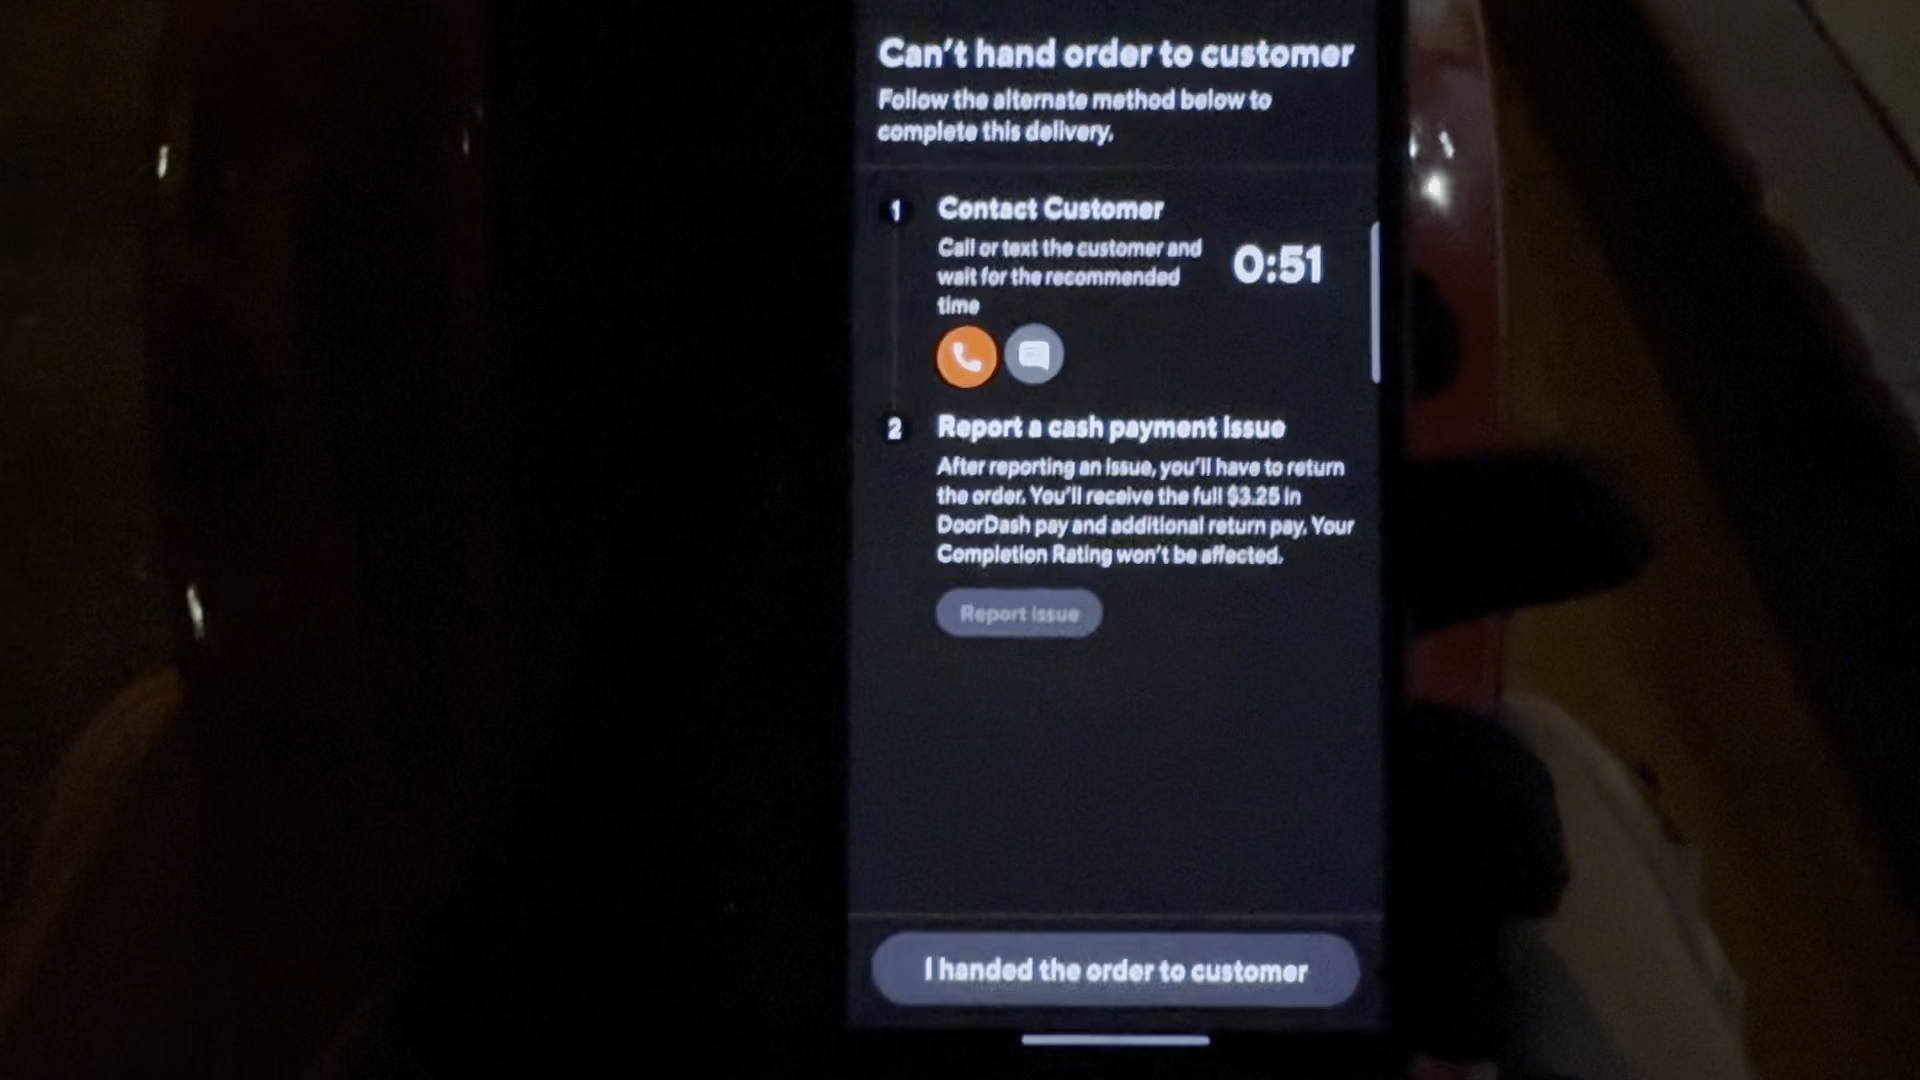 Can't hand order to customer
Follow the alternate method below to
complete this delivery.
1 Contact Customer
Call or text the customer and
wait for the recommended
time
0:51
2 Report a cash payment issue
After reporting an issue, you'll have to return
the order. You'll receive the full $3.25 in
DoorDash pay and additional return pay. Your
Completion Rating won't be affected.
Report issue
I handed the order to customer